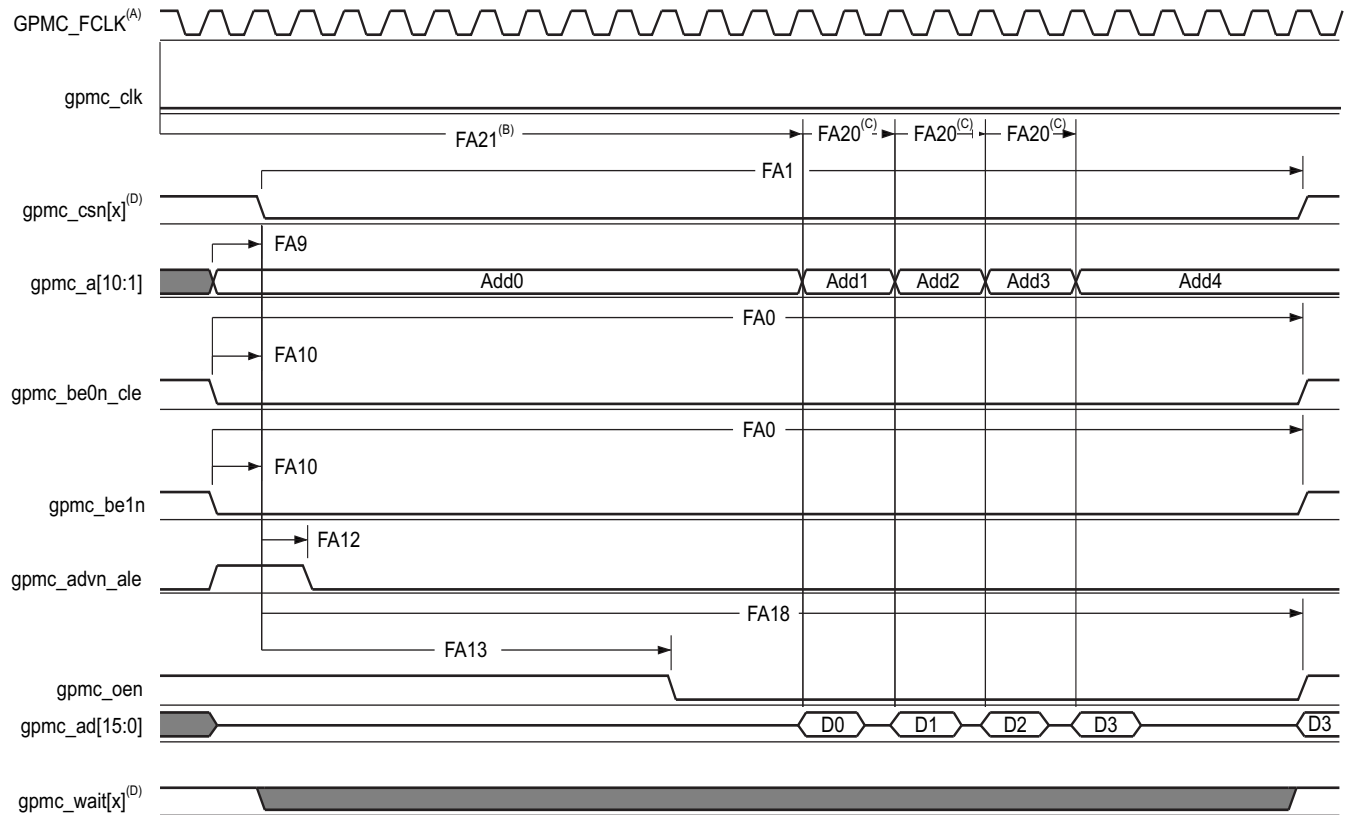 GPMC_FCLK(A)
gpmc_clk
FA21(B) FA20(C) FA20(C) FA20(C)
FA1
gpmc_csn[x](D)
FA9
gpmc_a[10:1] Add0 Add1 Add2 Add3 Add4
FA0
FA10
gpmc_be0n_cle
FA0
FA10
gpmc_be1n
FA12
gpmc_advn_ale
FA18
FA13
gpmc_oen
gpmc_ad[15:0] D0 D1 D2 D3 D3
gpmc_wait[x](D)